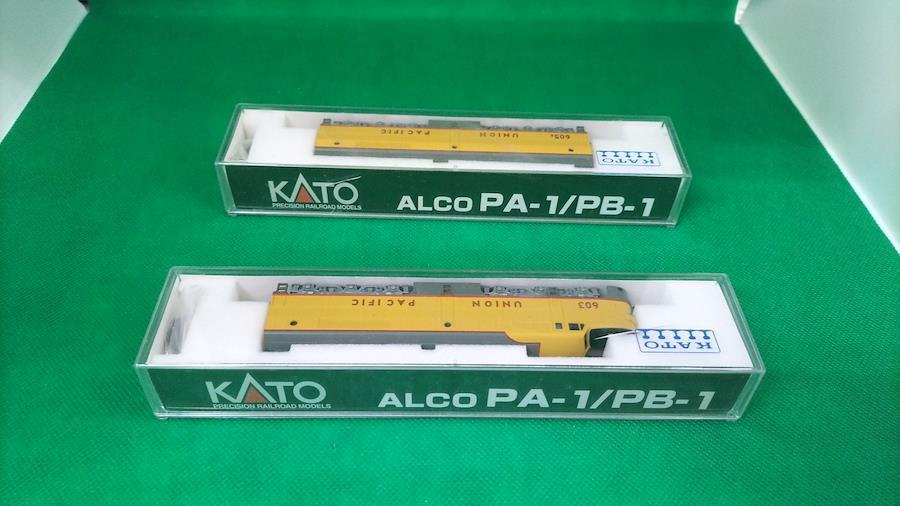 605
UNION PACIFIC
KATO
KATO
PRECISION RAILROAD MODELS
ALCO PA-1/PB-1
603
UNION PACIFIC
KATO
KATO
PRECISION RAILROAD MODELS
ALCO PA-1/PB-1